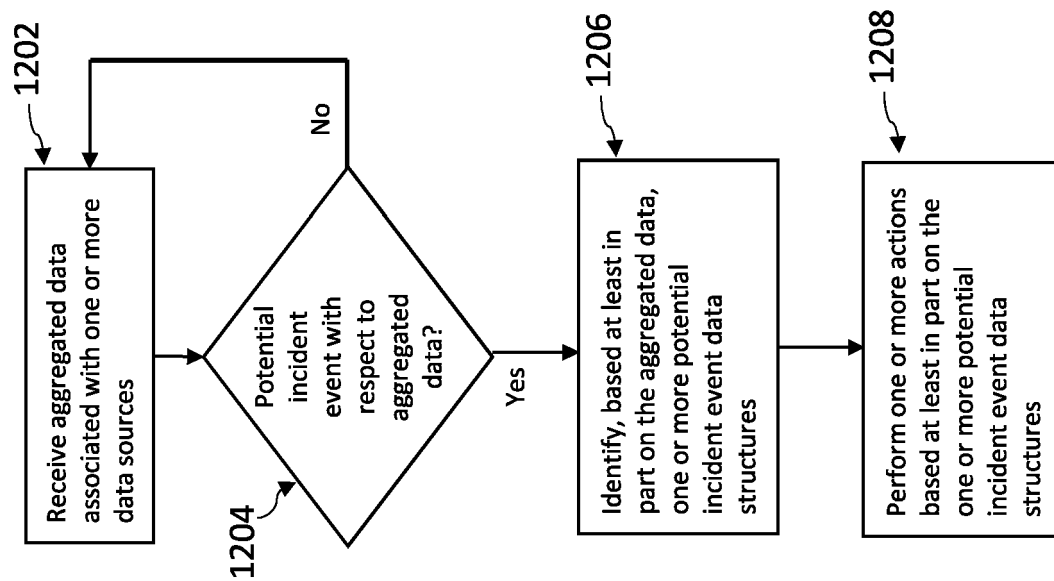 1202
Receive aggregated data
associated with one or more
data sources
No
1204
Potential
incident
event with
respect to
aggregated
data?
Yes
1206
Identify, based at least in
part on the aggregated data,
one or more potential
incident event data
structures
1208
Perform one or more actions
based at least in part on the
one or more potential
incident event data
structures